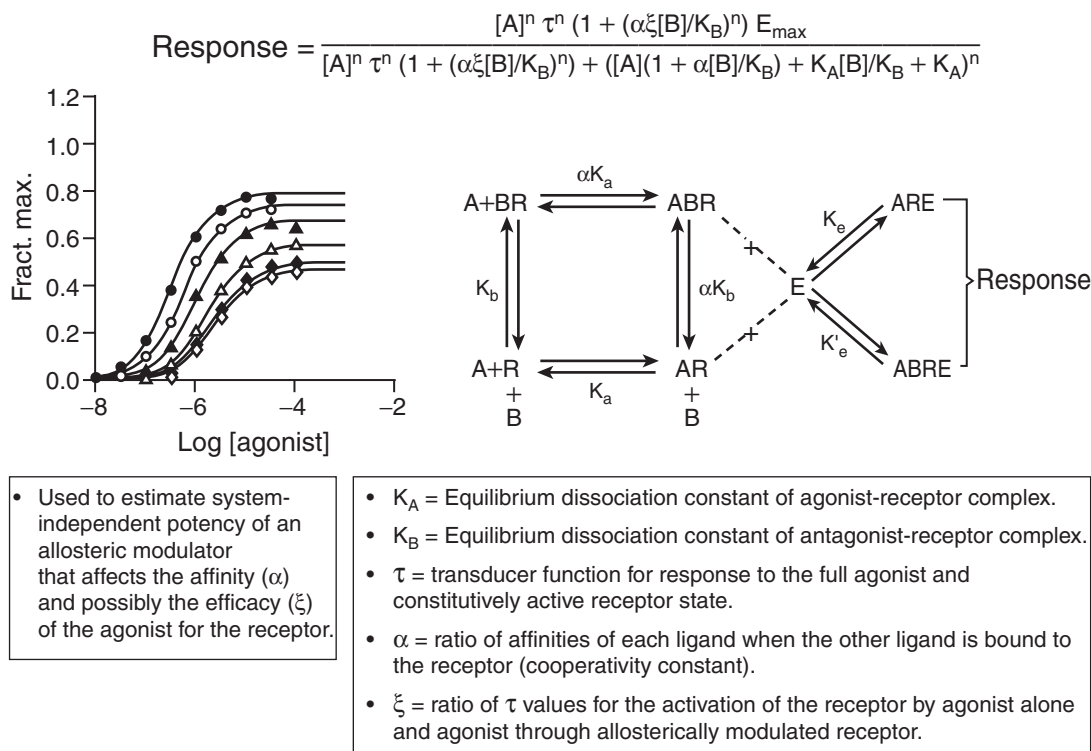 Response = [A]ⁿ τⁿ (1 + (αξ[B]/K_B)ⁿ) E_max
[A]ⁿ τⁿ (1 + (αξ[B]/K_B)ⁿ) + ([A](1 + α[B]/K_B) + K_A[B]/K_B + K_A)ⁿ
Fract. max.
1.2
1.0
0.8
0.6
0.4
0.2
0.0
−8
−6
−4
−2
Log [agonist]
A+BR
αK_a
ABR
ARE
K_e
K_b
αK_b
+
E
Response
+
K'_e
A+R
K_a
AR
ABRE
+
+
B
B
• Used to estimate system-
independent potency of an
allosteric modulator
that affects the affinity (α)
and possibly the efficacy (ξ)
of the agonist for the receptor.
• K_A = Equilibrium dissociation constant of agonist-receptor complex.
• K_B = Equilibrium dissociation constant of antagonist-receptor complex.
• τ = transducer function for response to the full agonist and
constitutively active receptor state.
• α = ratio of affinities of each ligand when the other ligand is bound to
the receptor (cooperativity constant).
• ξ = ratio of τ values for the activation of the receptor by agonist alone
and agonist through allosterically modulated receptor.